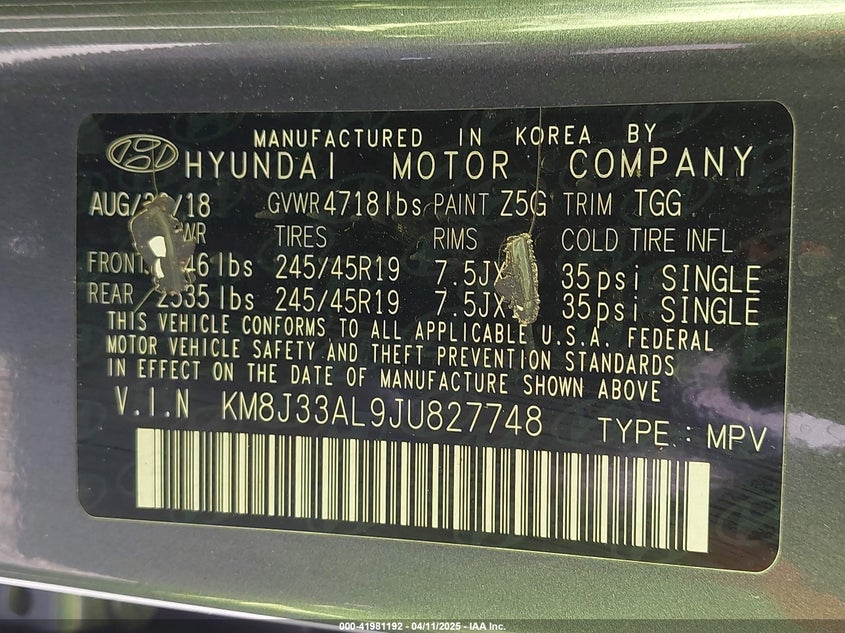 MANUFACTURED IN KOREA BY
HYUNDAI MOTOR COMPANY
AUG/ /18 GVWR 4718lbs PAINT Z5G TRIM TGG
WR TIRES RIMS COLD TIRE INFL
FRONT 46lbs 245/45R19 7.5JX 35psi SINGLE
REAR 2535lbs 245/45R19 7.5JX 35psi SINGLE
THIS VEHICLE CONFORMS TO ALL APPLICABLE U.S.A. FEDERAL
MOTOR VEHICLE SAFETY AND THEFT PREVENTION STANDARDS
IN EFFECT ON THE DATE OF MANUFACTURE SHOWN ABOVE
V.I.N KM8J33AL9JU827748 TYPE : MPV
000-41981192 - 04/11/2025 - IAA Inc.